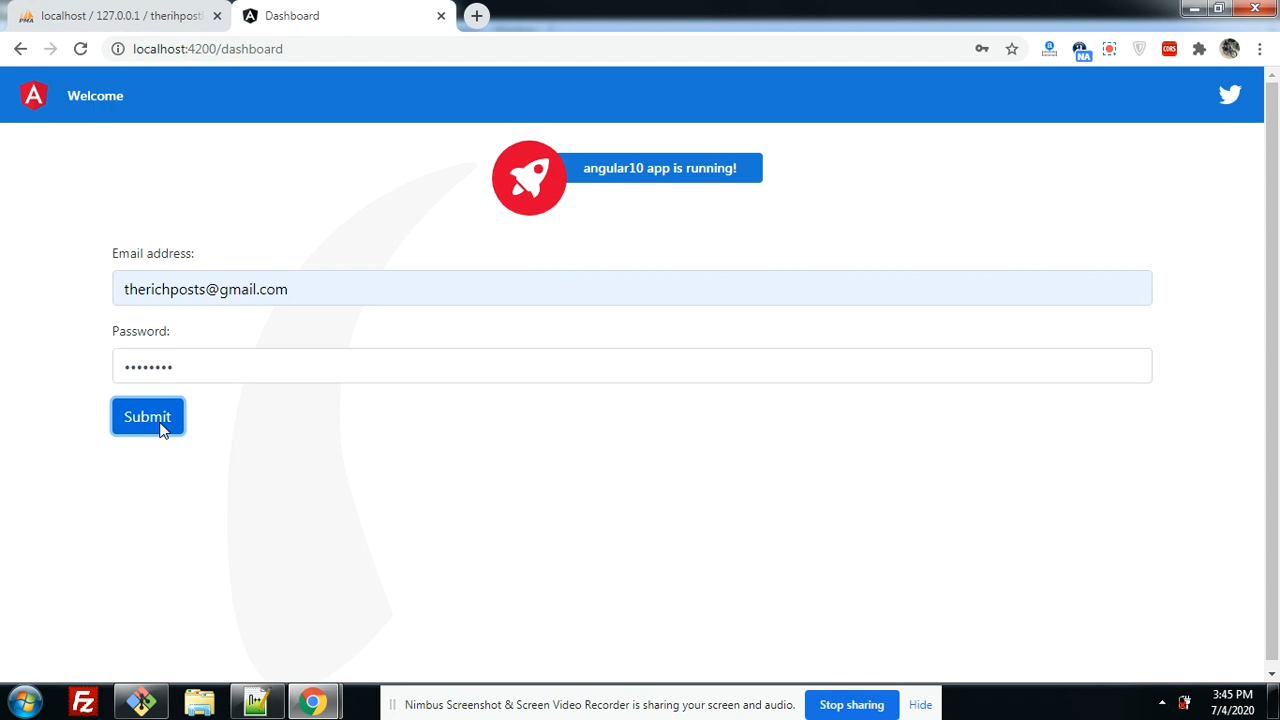 localhost / 127.0.0.1 / therihpost
Dashboard
localhost:4200/dashboard
NA
CORS
Welcome
angular10 app is running!
Email address:
therichposts@gmail.com
Password:
••••••••
Submit
Nimbus Screenshot & Screen Video Recorder is sharing your screen and audio.
Stop sharing
Hide
3:45 PM
7/4/2020